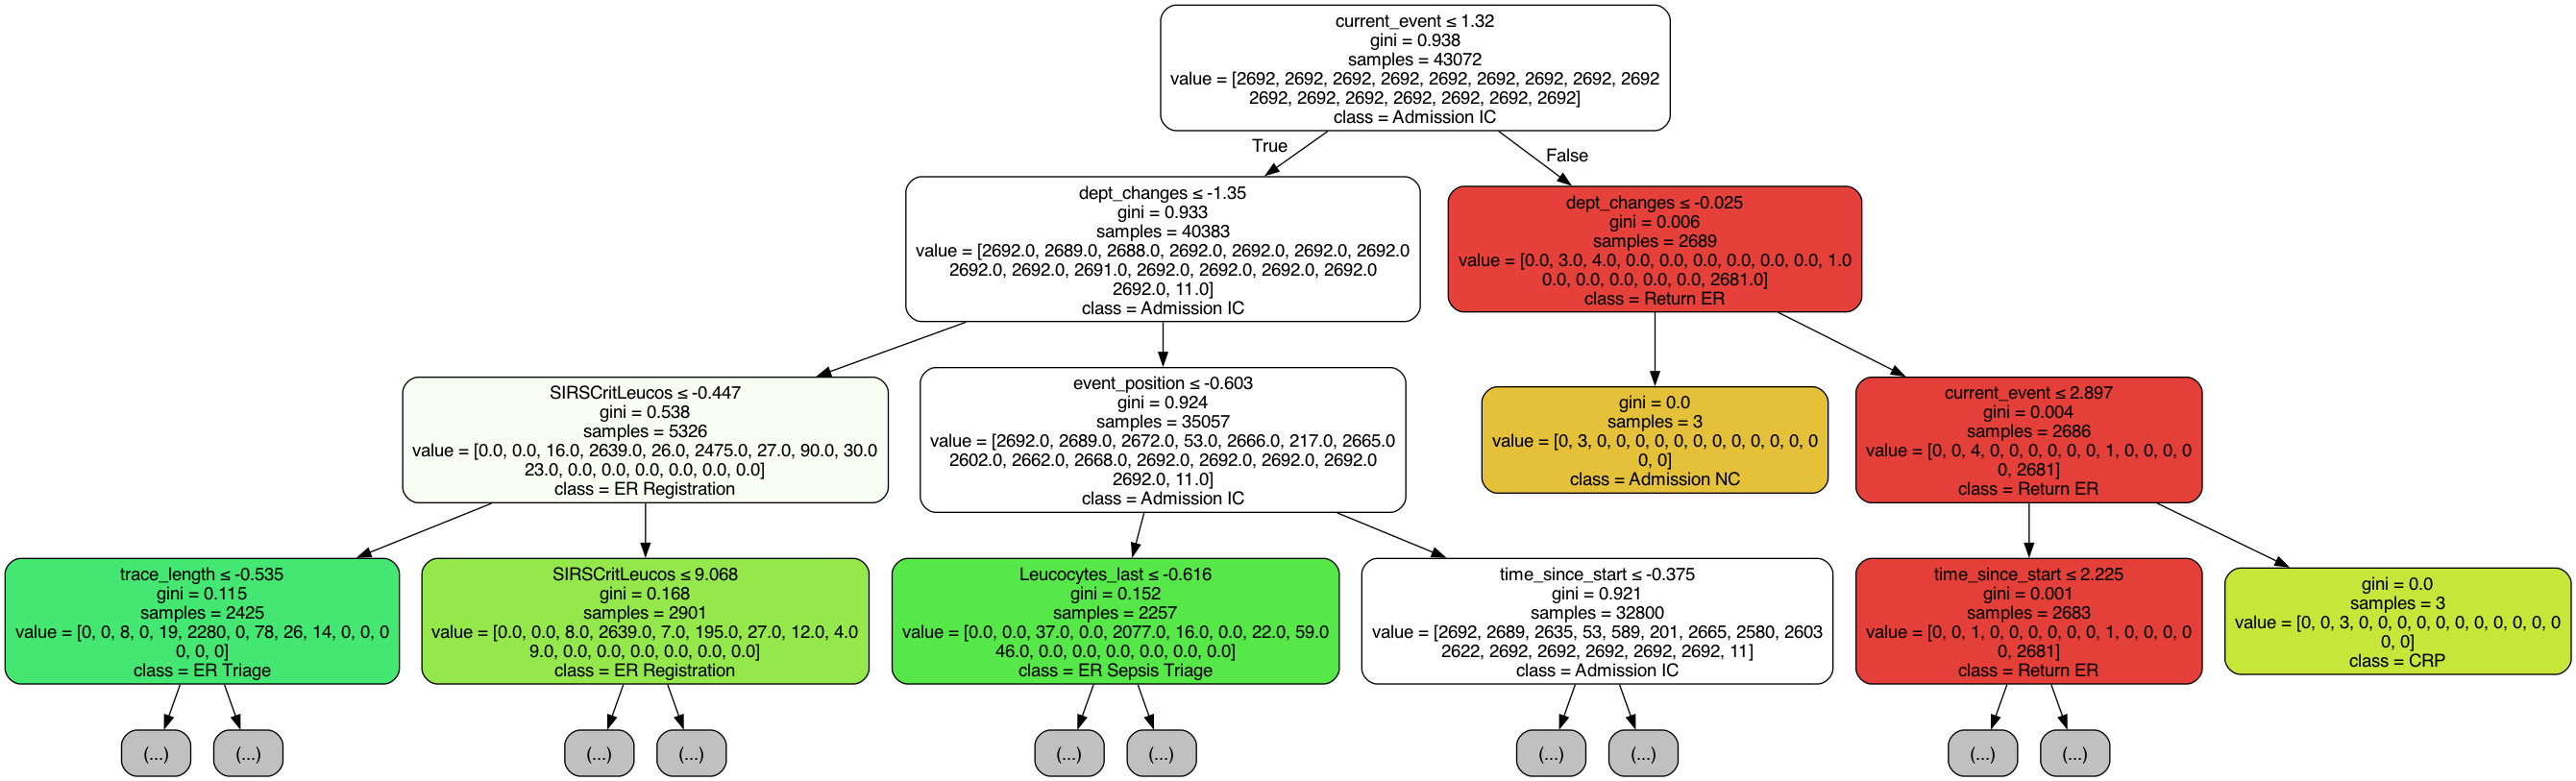 current_event ≤ 1.32
gini = 0.938
samples = 43072
value = [2692, 2692, 2692, 2692, 2692, 2692, 2692, 2692, 2692
2692, 2692, 2692, 2692, 2692, 2692, 2692]
class = Admission IC
True
False
dept_changes ≤ -1.35
gini = 0.933
samples = 40383
value = [2692.0, 2689.0, 2688.0, 2692.0, 2692.0, 2692.0, 2692.0
2692.0, 2692.0, 2691.0, 2692.0, 2692.0, 2692.0, 2692.0
2692.0, 11.0]
class = Admission IC
dept_changes ≤ -0.025
gini = 0.006
samples = 2689
value = [0.0, 3.0, 4.0, 0.0, 0.0, 0.0, 0.0, 0.0, 0.0, 1.0
0.0, 0.0, 0.0, 0.0, 0.0, 2681.0]
class = Return ER
SIRSCritLeucos ≤ -0.447
gini = 0.538
samples = 5326
value = [0.0, 0.0, 16.0, 2639.0, 26.0, 2475.0, 27.0, 90.0, 30.0
23.0, 0.0, 0.0, 0.0, 0.0, 0.0, 0.0]
class = ER Registration
event_position ≤ -0.603
gini = 0.924
samples = 35057
value = [2692.0, 2689.0, 2672.0, 53.0, 2666.0, 217.0, 2665.0
2602.0, 2662.0, 2668.0, 2692.0, 2692.0, 2692.0, 2692.0
2692.0, 11.0]
class = Admission IC
gini = 0.0
samples = 3
value = [0, 3, 0, 0, 0, 0, 0, 0, 0, 0, 0, 0, 0, 0
0, 0]
class = Admission NC
current_event ≤ 2.897
gini = 0.004
samples = 2686
value = [0, 0, 4, 0, 0, 0, 0, 0, 0, 1, 0, 0, 0, 0
0, 2681]
class = Return ER
trace_length ≤ -0.535
gini = 0.115
samples = 2425
value = [0, 0, 8, 0, 19, 2280, 0, 78, 26, 14, 0, 0, 0
0, 0, 0]
class = ER Triage
SIRSCritLeucos ≤ 9.068
gini = 0.168
samples = 2901
value = [0.0, 0.0, 8.0, 2639.0, 7.0, 195.0, 27.0, 12.0, 4.0
9.0, 0.0, 0.0, 0.0, 0.0, 0.0, 0.0]
class = ER Registration
Leucocytes_last ≤ -0.616
gini = 0.152
samples = 2257
value = [0.0, 0.0, 37.0, 0.0, 2077.0, 16.0, 0.0, 22.0, 59.0
46.0, 0.0, 0.0, 0.0, 0.0, 0.0, 0.0]
class = ER Sepsis Triage
time_since_start ≤ -0.375
gini = 0.921
samples = 32800
value = [2692, 2689, 2635, 53, 589, 201, 2665, 2580, 2603
2622, 2692, 2692, 2692, 2692, 2692, 11]
class = Admission IC
time_since_start ≤ 2.225
gini = 0.001
samples = 2683
value = [0, 0, 1, 0, 0, 0, 0, 0, 0, 1, 0, 0, 0, 0
0, 2681]
class = Return ER
gini = 0.0
samples = 3
value = [0, 0, 3, 0, 0, 0, 0, 0, 0, 0, 0, 0, 0, 0
0, 0]
class = CRP
(...)
(...)
(...)
(...)
(...)
(...)
(...)
(...)
(...)
(...)